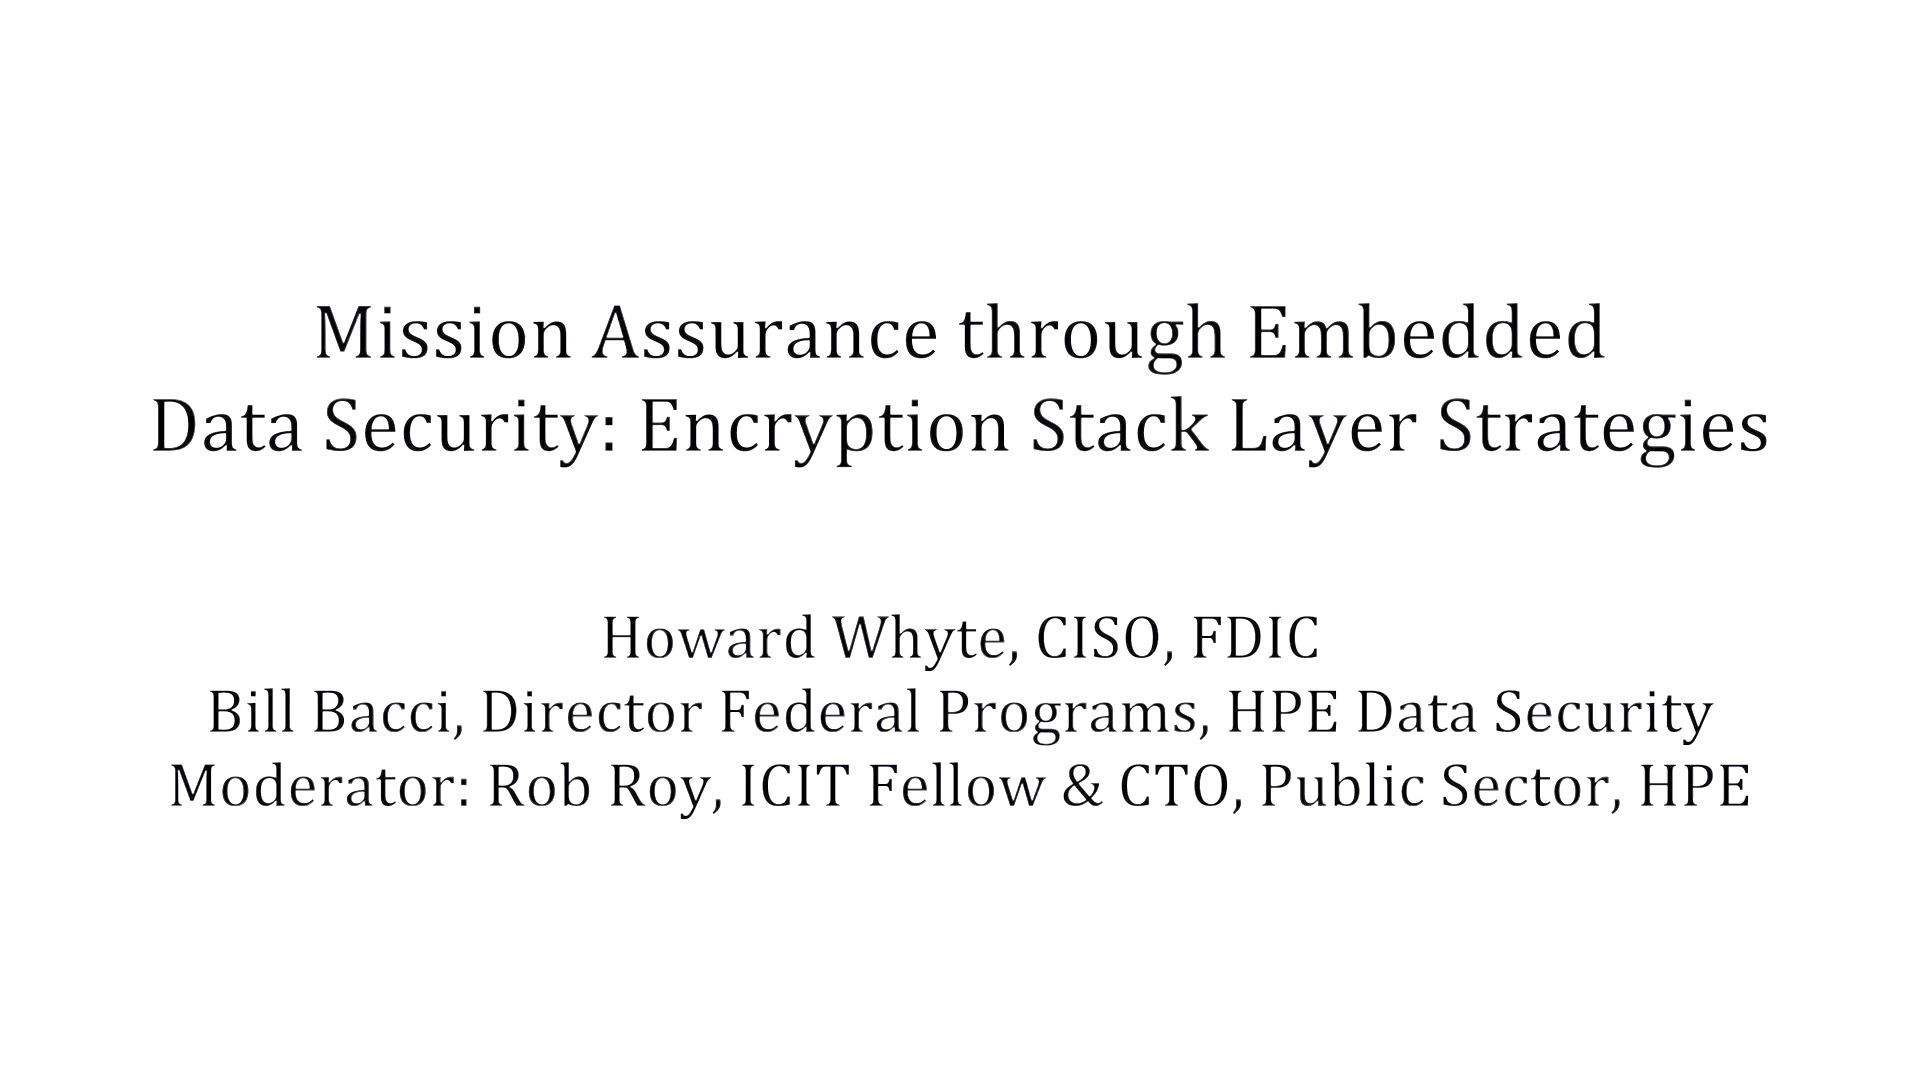 Mission Assurance through Embedded
Data Security: Encryption Stack Layer Strategies
Howard Whyte, CISO, FDIC
Bill Bacci, Director Federal Programs, HPE Data Security
Moderator: Rob Roy, ICIT Fellow & CTO, Public Sector, HPE